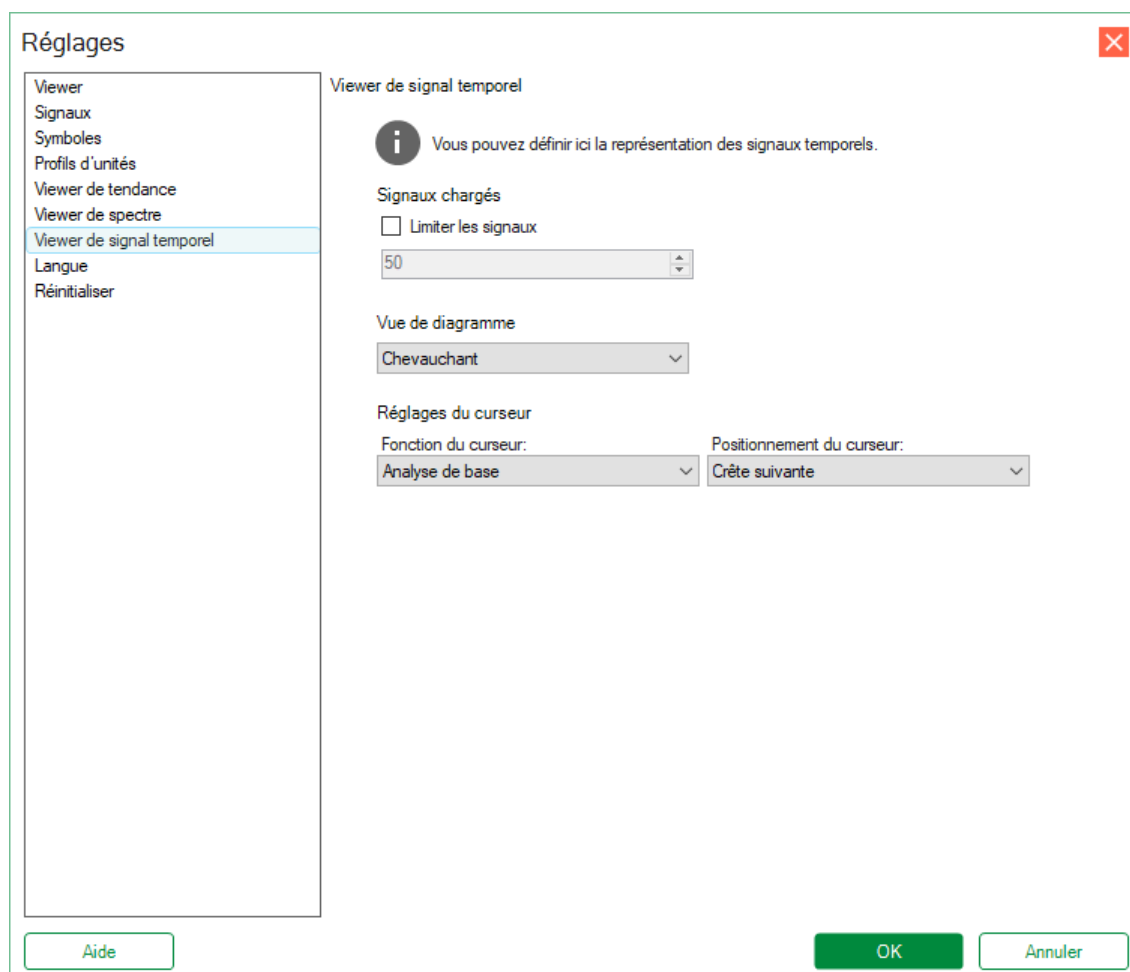 Réglages
Viewer
Signaux
Symboles
Profils d'unités
Viewer de tendance
Viewer de spectre
Viewer de signal temporel
Langue
Réinitialiser
Viewer de signal temporel
Vous pouvez définir ici la représentation des signaux temporels.
Signaux chargés
Limiter les signaux
50
Vue de diagramme
Chevauchant
Réglages du curseur
Fonction du curseur: Positionnement du curseur:
Analyse de base Crête suivante
Aide OK Annuler